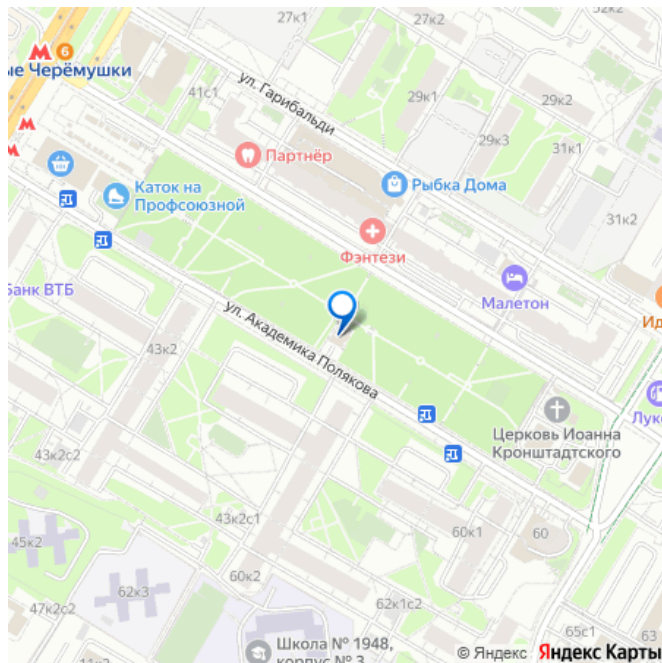 27к1
27к2
52к2
6
ые Черёмушки
ул. Гарибальди
41с1
29к1
29к2
29к3
31к1
Партнёр
Рыбка Дома
Каток на
Профсоюзной
31к2
Фэнтези
Малетон
Ид
Банк ВТБ
43к2
ул. Академика Полякова
Лук
Церковь Иоанна
Кронштадтского
43к2с2
43к2с1
60к1
60
45к2
60к2
62к3
47к2с2
62к1с2
65с1
63
Школа № 1948,
корпус № 3
© Яндекс Яндекс Карты